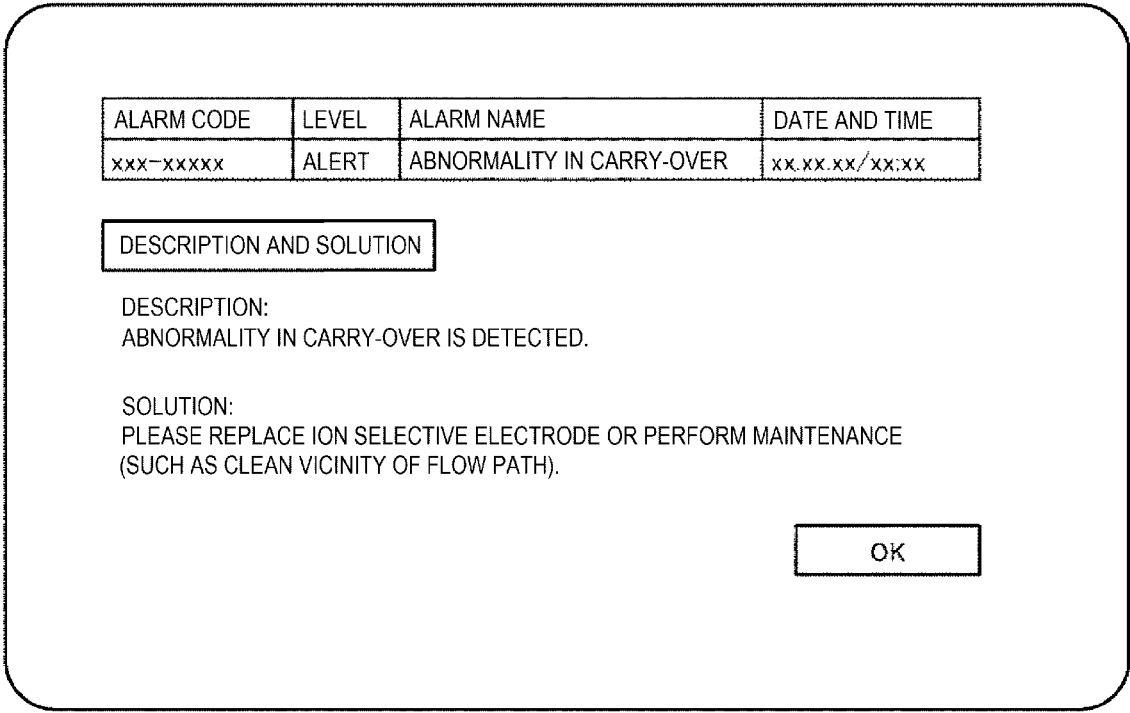 ALARM CODE LEVEL ALARM NAME DATE AND TIME
xxx-xxxxx ALERT ABNORMALITY IN CARRY-OVER xx.xx.xx/xx:xx
DESCRIPTION AND SOLUTION
DESCRIPTION:
ABNORMALITY IN CARRY-OVER IS DETECTED.
SOLUTION:
PLEASE REPLACE ION SELECTIVE ELECTRODE OR PERFORM MAINTENANCE
(SUCH AS CLEAN VICINITY OF FLOW PATH).
OK